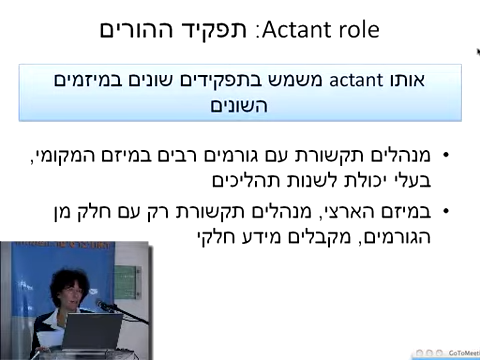 Actant role: תפקיד ההורים
אותו actant משמש בתפקידים שונים במיזמים
השונים
• מנהלים תקשורת עם גורמים רבים במיזם המקומי,
בעלי יכולת לשנות תהליכים
• במיזם הארצי, מנהלים תקשורת רק עם חלק מן
הגורמים, מקבלים מידע חלקי